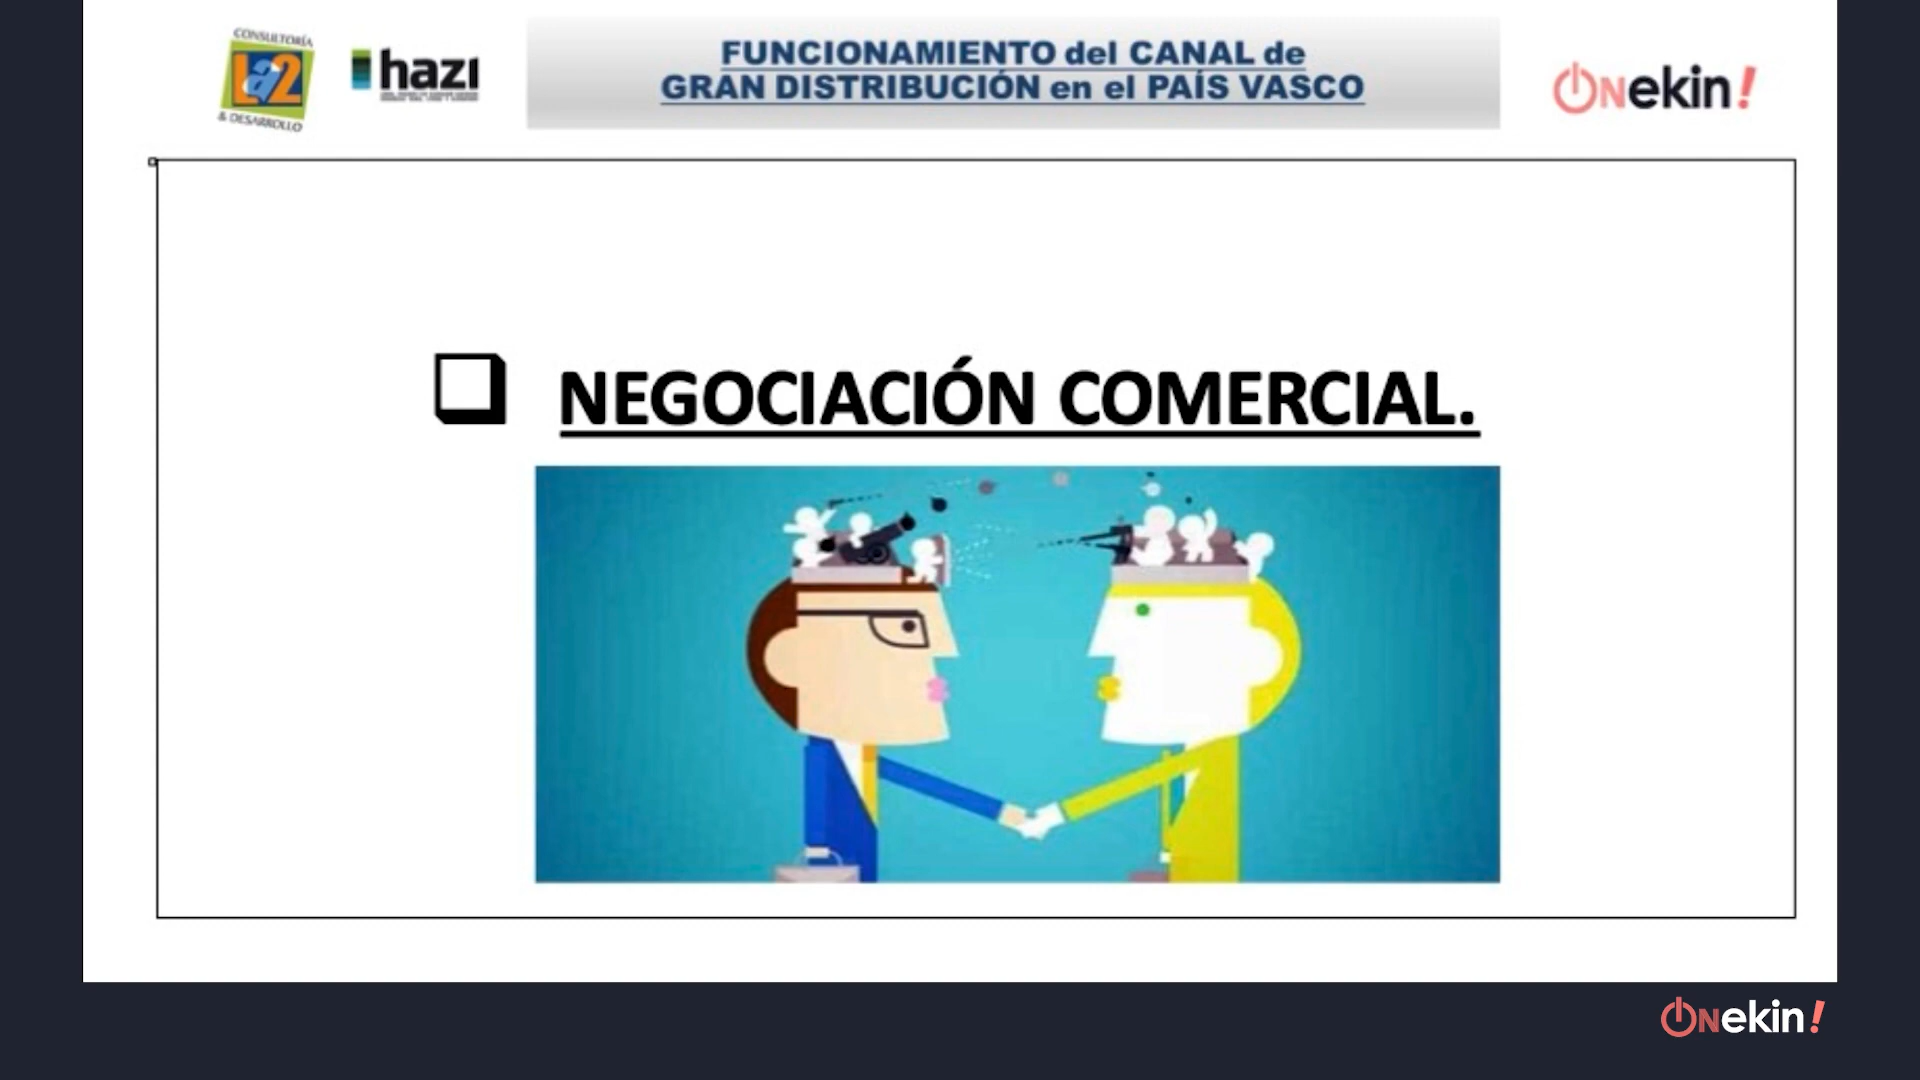 CONSULTORÍA
La2
& DESARROLLO
hazi
FUNCIONAMIENTO del CANAL de
GRAN DISTRIBUCIÓN en el PAÍS VASCO
ONekin!
NEGOCIACIÓN COMERCIAL.
ONekin!